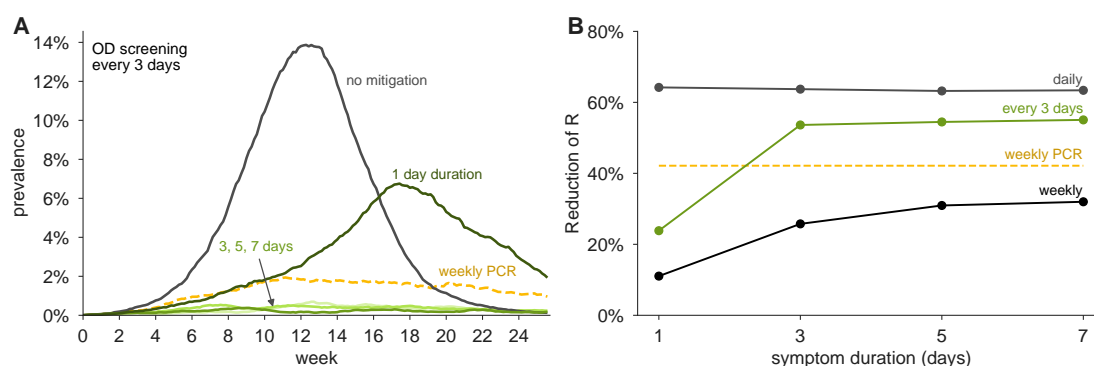 A
OD screening
every 3 days
no mitigation
1 day duration
3, 5, 7 days
weekly PCR
prevalence
14%
12%
10%
8%
6%
4%
2%
0%
0 2 4 6 8 10 12 14 16 18 20 22 24
week
B
Reduction of R
80%
60%
40%
20%
0%
daily
every 3 days
weekly PCR
weekly
1 3 5 7
symptom duration (days)